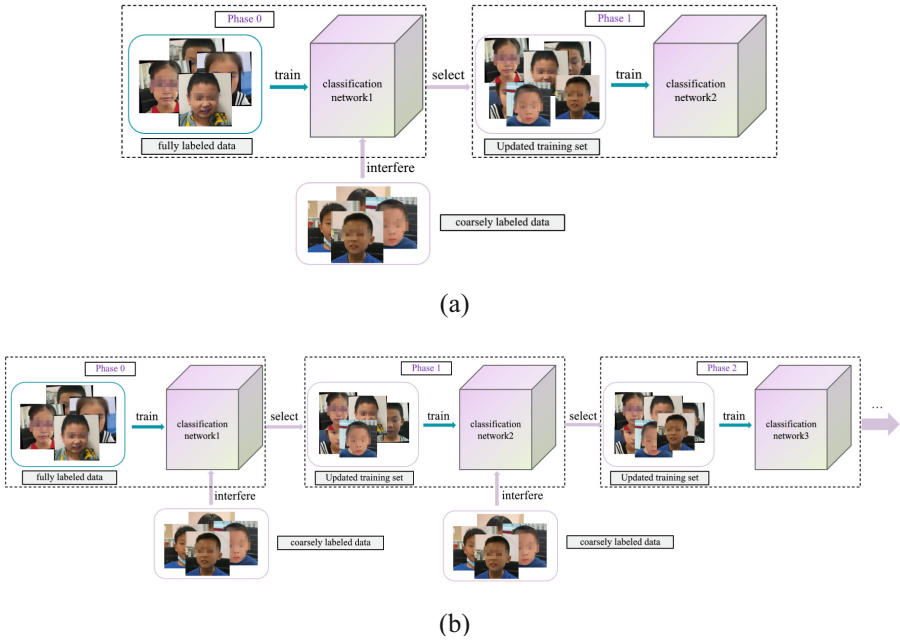 Phase 0
Phase 1
train
classification
network1
select
train
classification
network2
fully labeled data
Updated training set
interfere
coarsely labeled data
(a)
Phase 0
Phase 1
Phase 2
train
classification
network1
select
train
classification
network2
select
train
classification
network3
...
fully labeled data
Updated training set
Updated training set
interfere
interfere
coarsely labeled data
coarsely labeled data
(b)